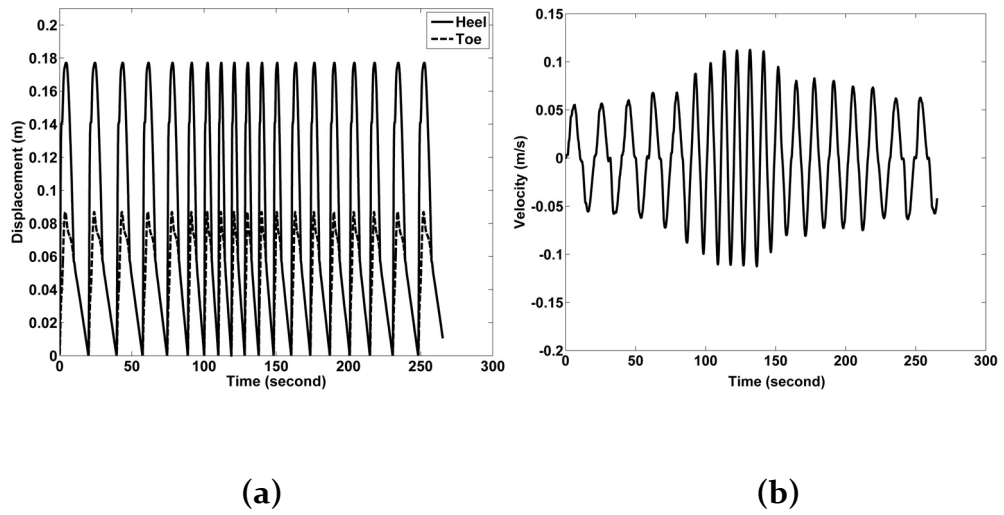 0.2
0.18
0.16
0.14
0.12
0.1
0.08
0.06
0.04
0.02
0
Displacement (m)
Heel
Toe
0 50 100 150 200 250 300
Time (second)
0.15
0.1
0.05
0
-0.05
-0.1
-0.15
-0.2
Velocity (m/s)
0 50 100 150 200 250 300
Time (second)
(a) (b)